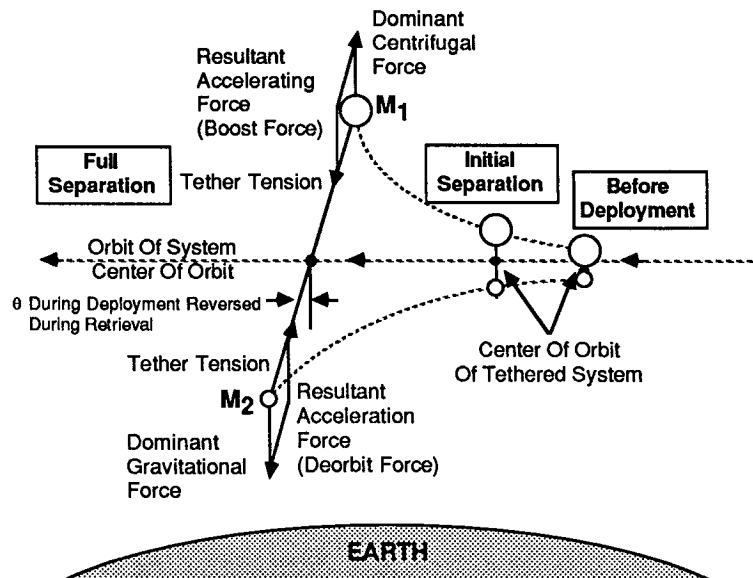 Dominant
Centrifugal
Force
Resultant
Accelerating
Force
(Boost Force)
M1
Full
Separation
Tether Tension
Initial
Separation
Before
Deployment
Orbit Of System
Center Of Orbit
θ During Deployment Reversed
During Retrieval
Tether Tension
Center Of Orbit
Of Tethered System
M2
Resultant
Acceleration
Force
(Deorbit Force)
Dominant
Gravitational
Force
EARTH